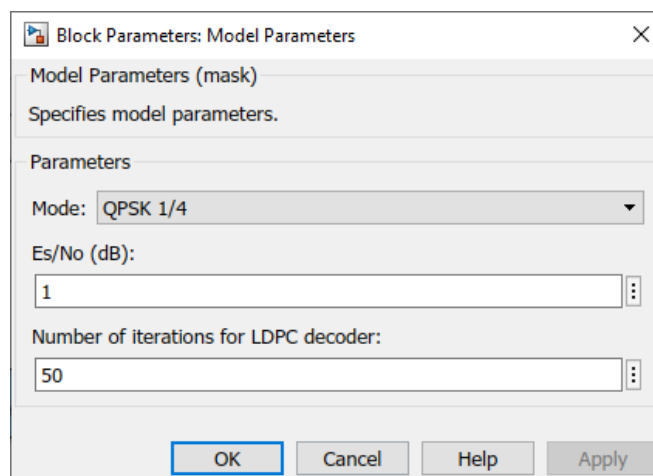 Block Parameters: Model Parameters
Model Parameters (mask)
Specifies model parameters.
Parameters
Mode: QPSK 1/4
Es/No (dB):
1
Number of iterations for LDPC decoder:
50
OK Cancel Help Apply